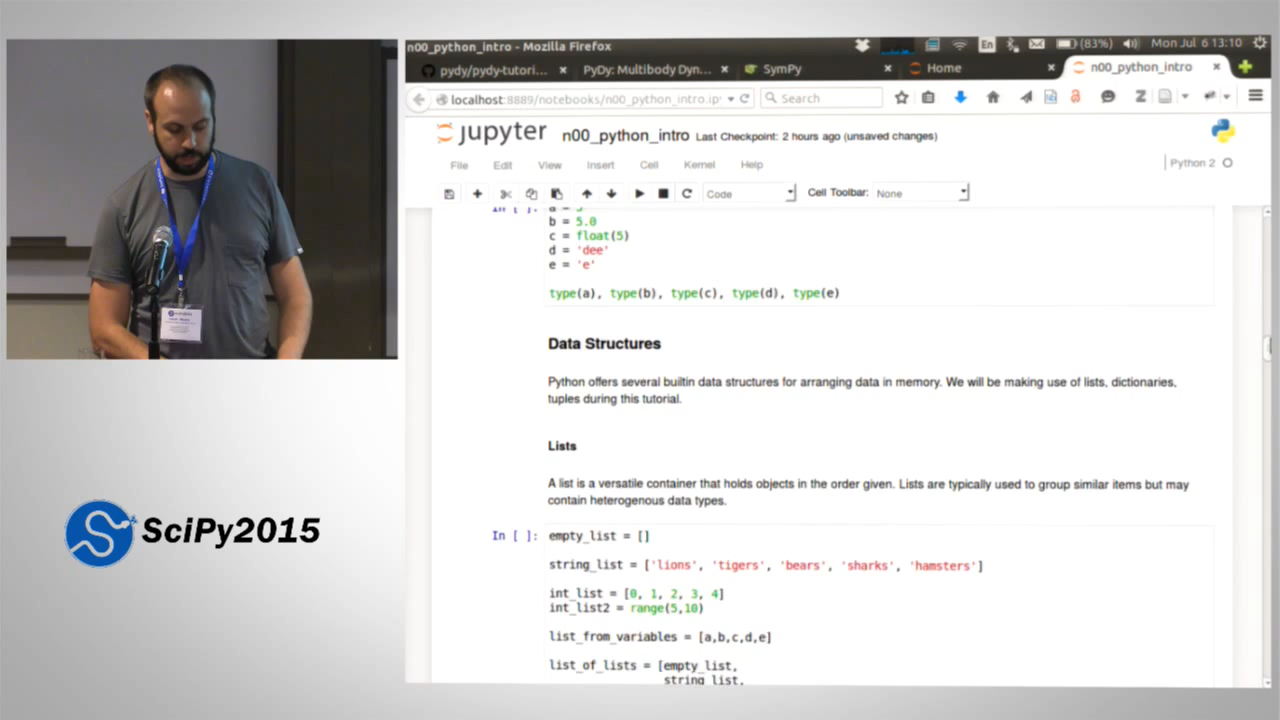 n00_python_intro - Mozilla Firefox
En
(83%)
Mon Jul 6 13:10
pydy/pydy-tutori...
PyDy: Multibody Dyn...
SymPy
Home
n00_python_intro
localhost:8889/notebooks/n00_python_intro.ip
Search
jupyter
n00_python_intro Last Checkpoint: 2 hours ago (unsaved changes)
File Edit View Insert Cell Kernel Help
Python 2
Code
Cell Toolbar: None
b = 5.0
c = float(5)
d = 'dee'
e = 'e'
type(a), type(b), type(c), type(d), type(e)
Data Structures
Python offers several builtin data structures for arranging data in memory. We will be making use of lists, dictionaries,
tuples during this tutorial.
Lists
A list is a versatile container that holds objects in the order given. Lists are typically used to group similar items but may
contain heterogenous data types.
In [ ]: empty_list = []
string_list = ['lions', 'tigers', 'bears', 'sharks', 'hamsters']
int_list = [0, 1, 2, 3, 4]
int_list2 = range(5,10)
list_from_variables = [a,b,c,d,e]
list_of_lists = [empty_list,
string_list,
SciPy2015